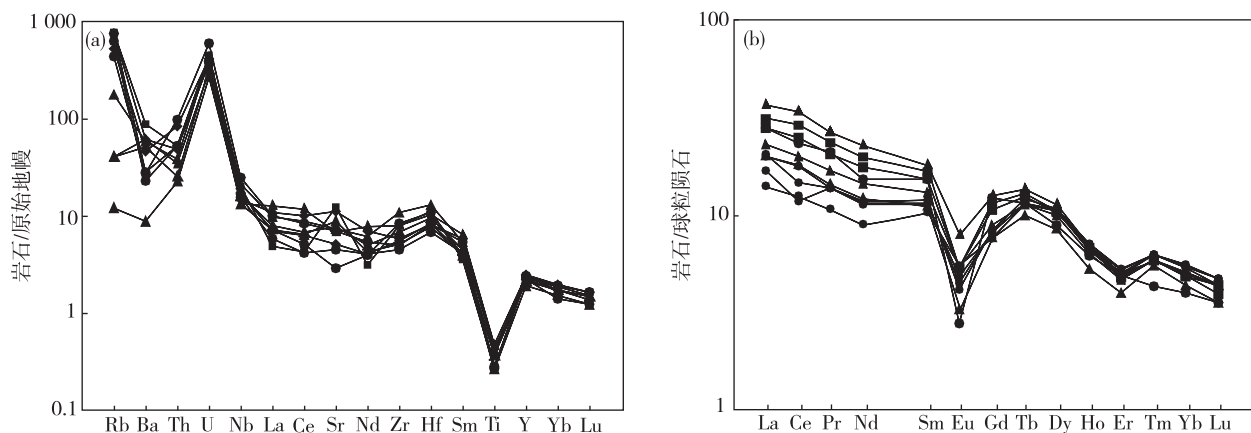 (a)
岩石/原始地幔
1 000
100
10
1
0.1
Rb Ba Th U Nb La Ce Sr Nd Zr Hf Sm Ti Y Yb Lu
(b)
岩石/球粒陨石
100
10
1
La Ce Pr Nd Sm Eu Gd Tb Dy Ho Er Tm Yb Lu